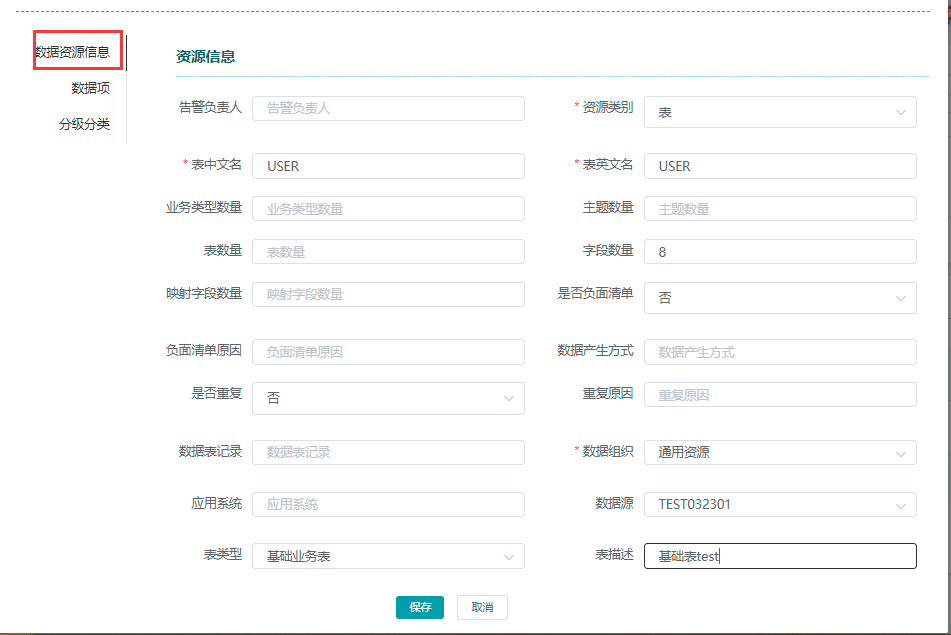 数据资源信息
数据项
分级分类
资源信息
告警负责人 告警负责人 * 资源类别 表
* 表中文名 USER * 表英文名 USER
业务类型数量 业务类型数量 主题数量 主题数量
表数量 表数量 字段数量 8
映射字段数量 映射字段数量 是否负面清单 否
负面清单原因 负面清单原因 数据产生方式 数据产生方式
是否重复 否 重复原因 重复原因
数据表记录 数据表记录 * 数据组织 通用资源
应用系统 应用系统 数据源 TEST032301
表类型 基础业务表 表描述 基础表test
保存 取消